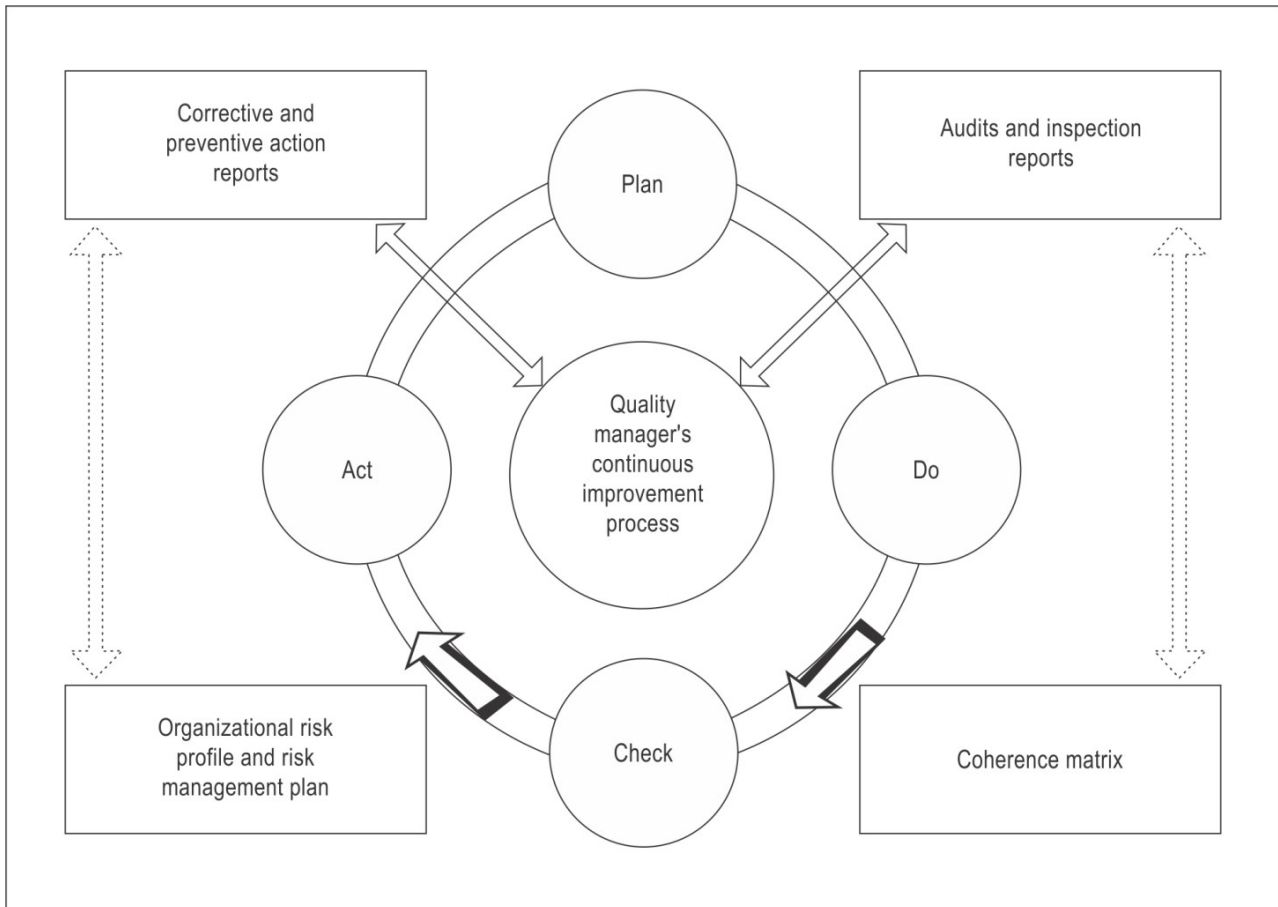 Corrective and
preventive action
reports
Audits and inspection
reports
Plan
Quality
manager's
continuous
improvement
process
Act
Do
Organizational risk
profile and risk
management plan
Check
Coherence matrix